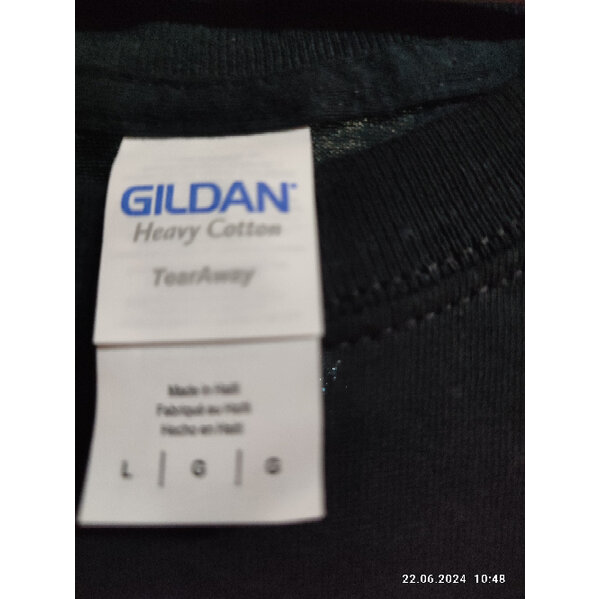 GILDAN
Heavy Cotton
TearAway
Made in Haiti
Fabriqué au Haïti
Hecho en Haití
L | G | G
22.06.2024 10:48